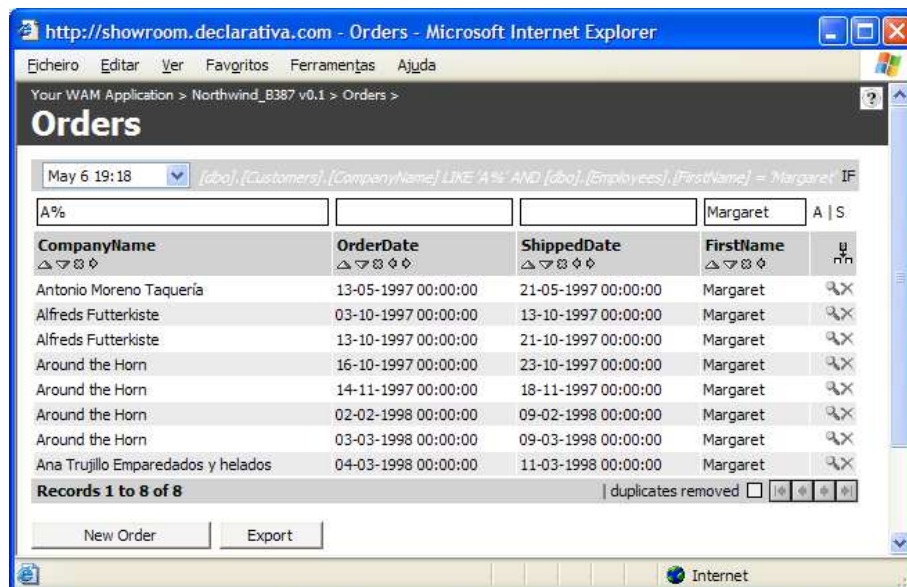 http://showroom.declarativa.com - Orders - Microsoft Internet Explorer
Ficheiro Editar Ver Favoritos Ferramentas Ajuda
Your WAM Application > Northwind_B387 v0.1 > Orders >
?
Orders
May 6 19:18 [dbo].[Customers].[CompanyName] LIKE 'A%' AND [dbo].[Employees].[FirstName] = 'Margaret' IF
A% Margaret A | S
CompanyName OrderDate ShippedDate FirstName
Antonio Moreno Taquería 13-05-1997 00:00:00 21-05-1997 00:00:00 Margaret
Alfreds Futterkiste 03-10-1997 00:00:00 13-10-1997 00:00:00 Margaret
Alfreds Futterkiste 13-10-1997 00:00:00 21-10-1997 00:00:00 Margaret
Around the Horn 16-10-1997 00:00:00 23-10-1997 00:00:00 Margaret
Around the Horn 14-11-1997 00:00:00 18-11-1997 00:00:00 Margaret
Around the Horn 02-02-1998 00:00:00 09-02-1998 00:00:00 Margaret
Around the Horn 03-03-1998 00:00:00 09-03-1998 00:00:00 Margaret
Ana Trujillo Emparedados y helados 04-03-1998 00:00:00 11-03-1998 00:00:00 Margaret
Records 1 to 8 of 8 | duplicates removed
New Order Export
Internet